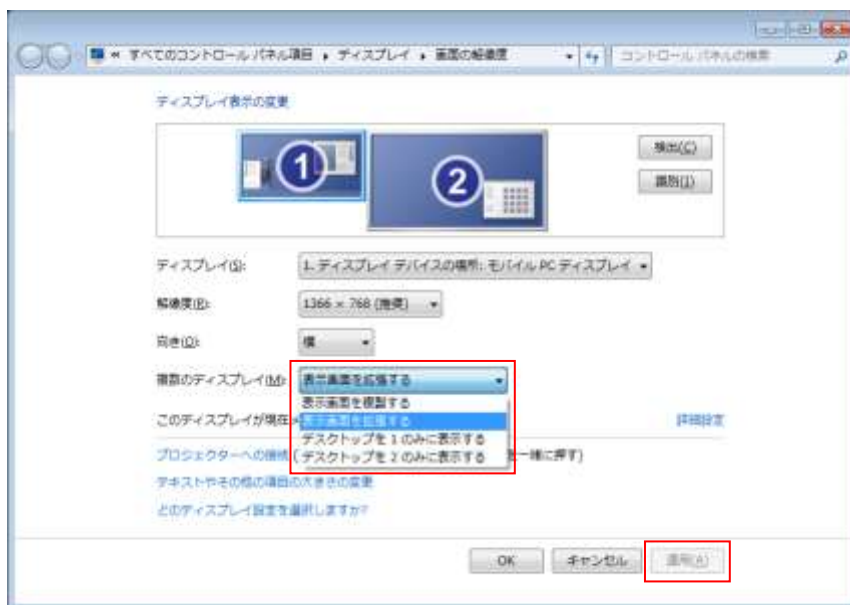 « すべてのコントロール パネル項目 ▸ ディスプレイ ▸ 画面の解像度
コントロール パネルの検索
ディスプレイ表示の変更
1
2
検出(C)
識別(I)
ディスプレイ(S):
1. ディスプレイ デバイスの場所: モバイル PC ディスプレイ
解像度(R):
1366 × 768 (推奨)
向き(O):
横
複数のディスプレイ(M):
表示画面を拡張する
表示画面を複製する
表示画面を拡張する
デスクトップを 1 のみに表示する
デスクトップを 2 のみに表示する
このディスプレイが現在
詳細設定
プロジェクターへの接続 (
を一緒に押す)
テキストやその他の項目の大きさの変更
どのディスプレイ設定を選択しますか?
OK
キャンセル
適用(A)